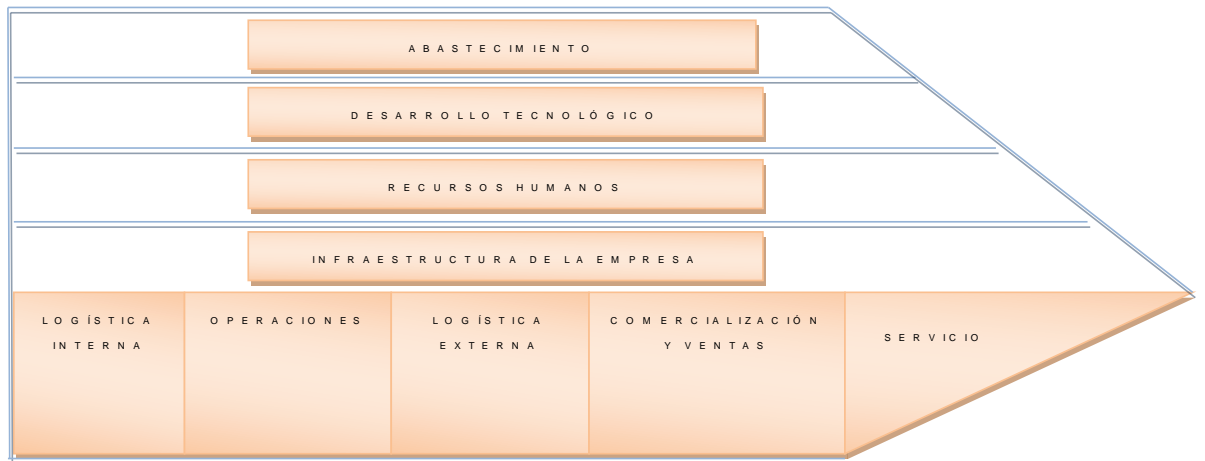 ABASTECIMIENTO
DESARROLLO TECNOLÓGICO
RECURSOS HUMANOS
INFRAESTRUCTURA DE LA EMPRESA
LOGÍSTICA
INTERNA
OPERACIONES
LOGÍSTICA
EXTERNA
COMERCIALIZACIÓN
Y VENTAS
SERVICIO